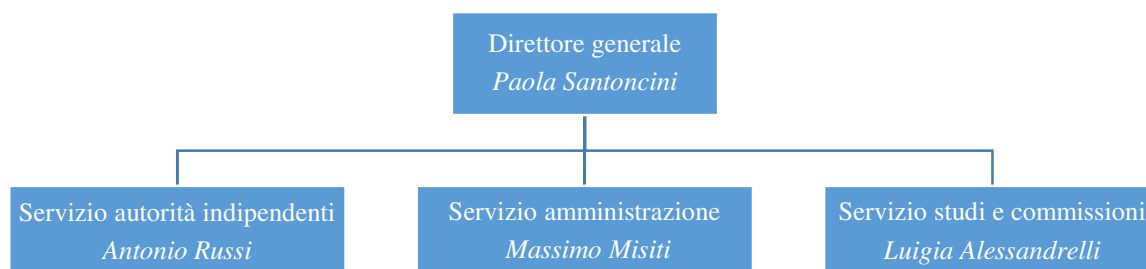 Direttore generale
Paola Santoncini
Servizio autorità indipendenti
Antonio Russi
Servizio amministrazione
Massimo Misiti
Servizio studi e commissioni
Luigia Alessandrelli